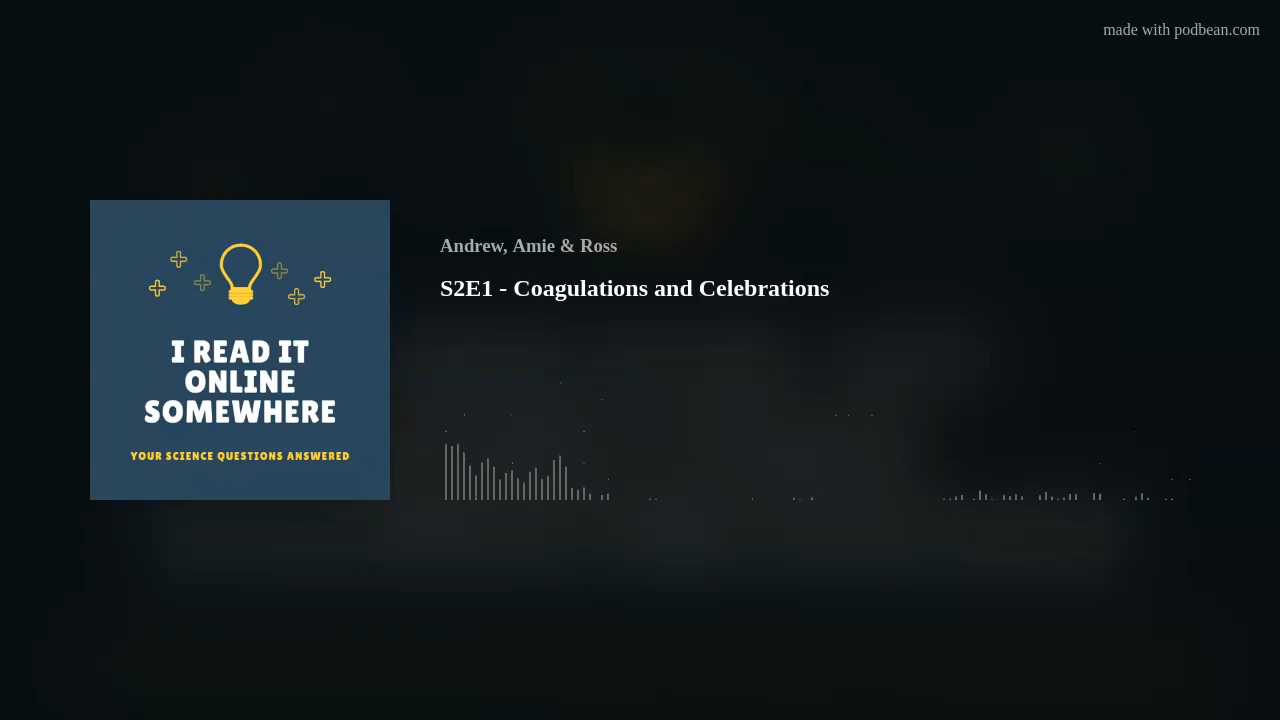 made with podbean.com
Andrew, Amie & Ross
S2E1 - Coagulations and Celebrations
I READ IT
ONLINE
SOMEWHERE
YOUR SCIENCE QUESTIONS ANSWERED